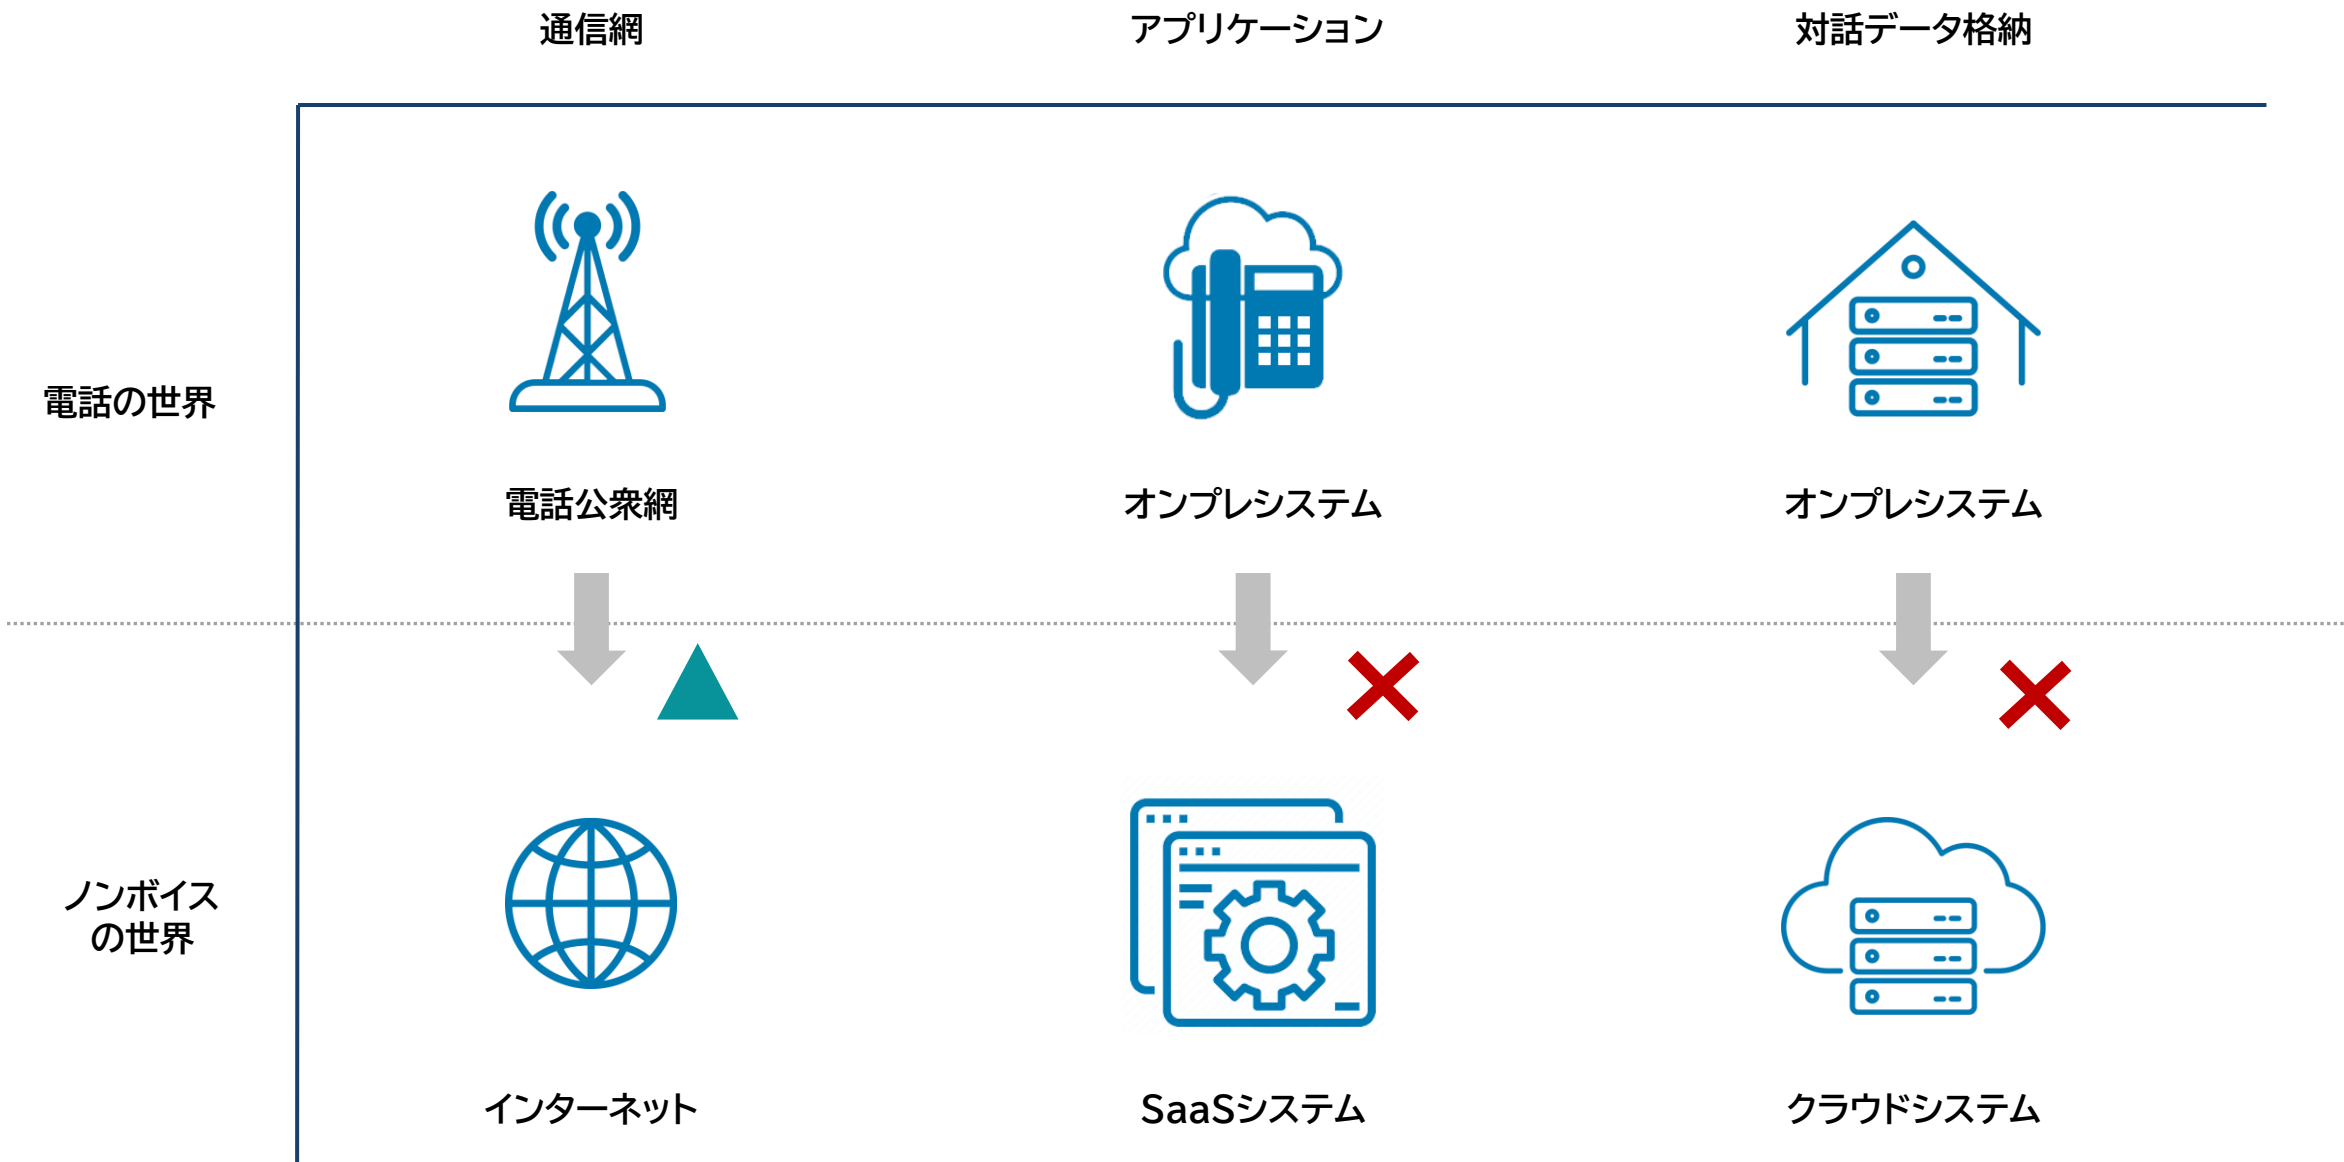 通信網
アプリケーション
対話データ格納
電話の世界
電話公衆網
オンプレシステム
オンプレシステム
ノンボイス
の世界
インターネット
SaaSシステム
クラウドシステム